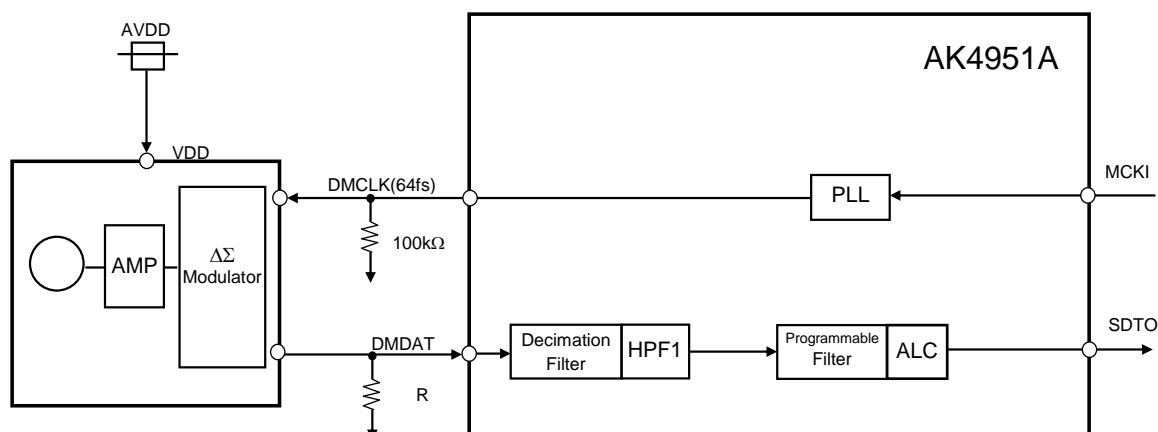 AVDD
AK4951A
VDD
DMCLK(64fs)
MCKI
PLL
100kΩ
AMP
ΔΣ
Modulator
SDTO
DMDAT
Decimation
Filter
HPF1
Programmable
Filter
ALC
R